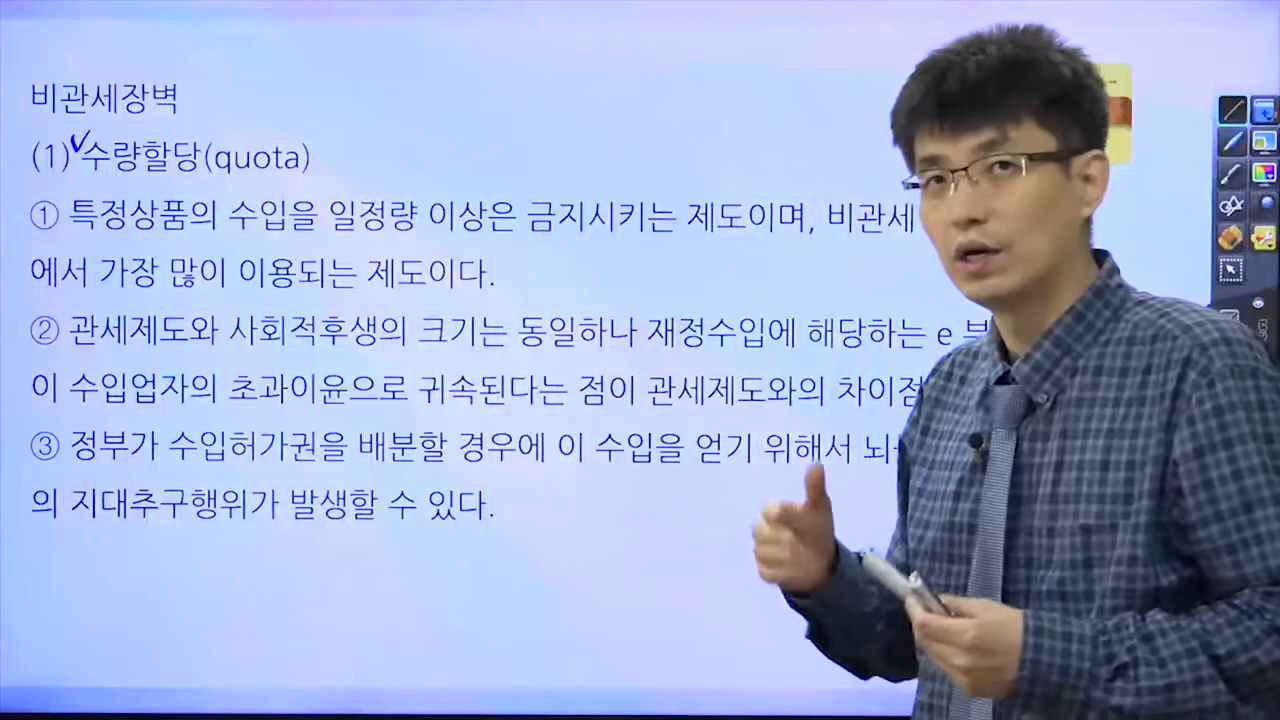 비관세장벽
(1) 수량할당(quota)
① 특정상품의 수입을 일정량 이상은 금지시키는 제도이며, 비관세
에서 가장 많이 이용되는 제도이다.
② 관세제도와 사회적후생의 크기는 동일하나 재정수입에 해당하는 e
이 수입업자의 초과이윤으로 귀속된다는 점이 관세제도와의 차이점
③ 정부가 수입허가권을 배분할 경우에 이 수입을 얻기 위해서
의 지대추구행위가 발생할 수 있다.